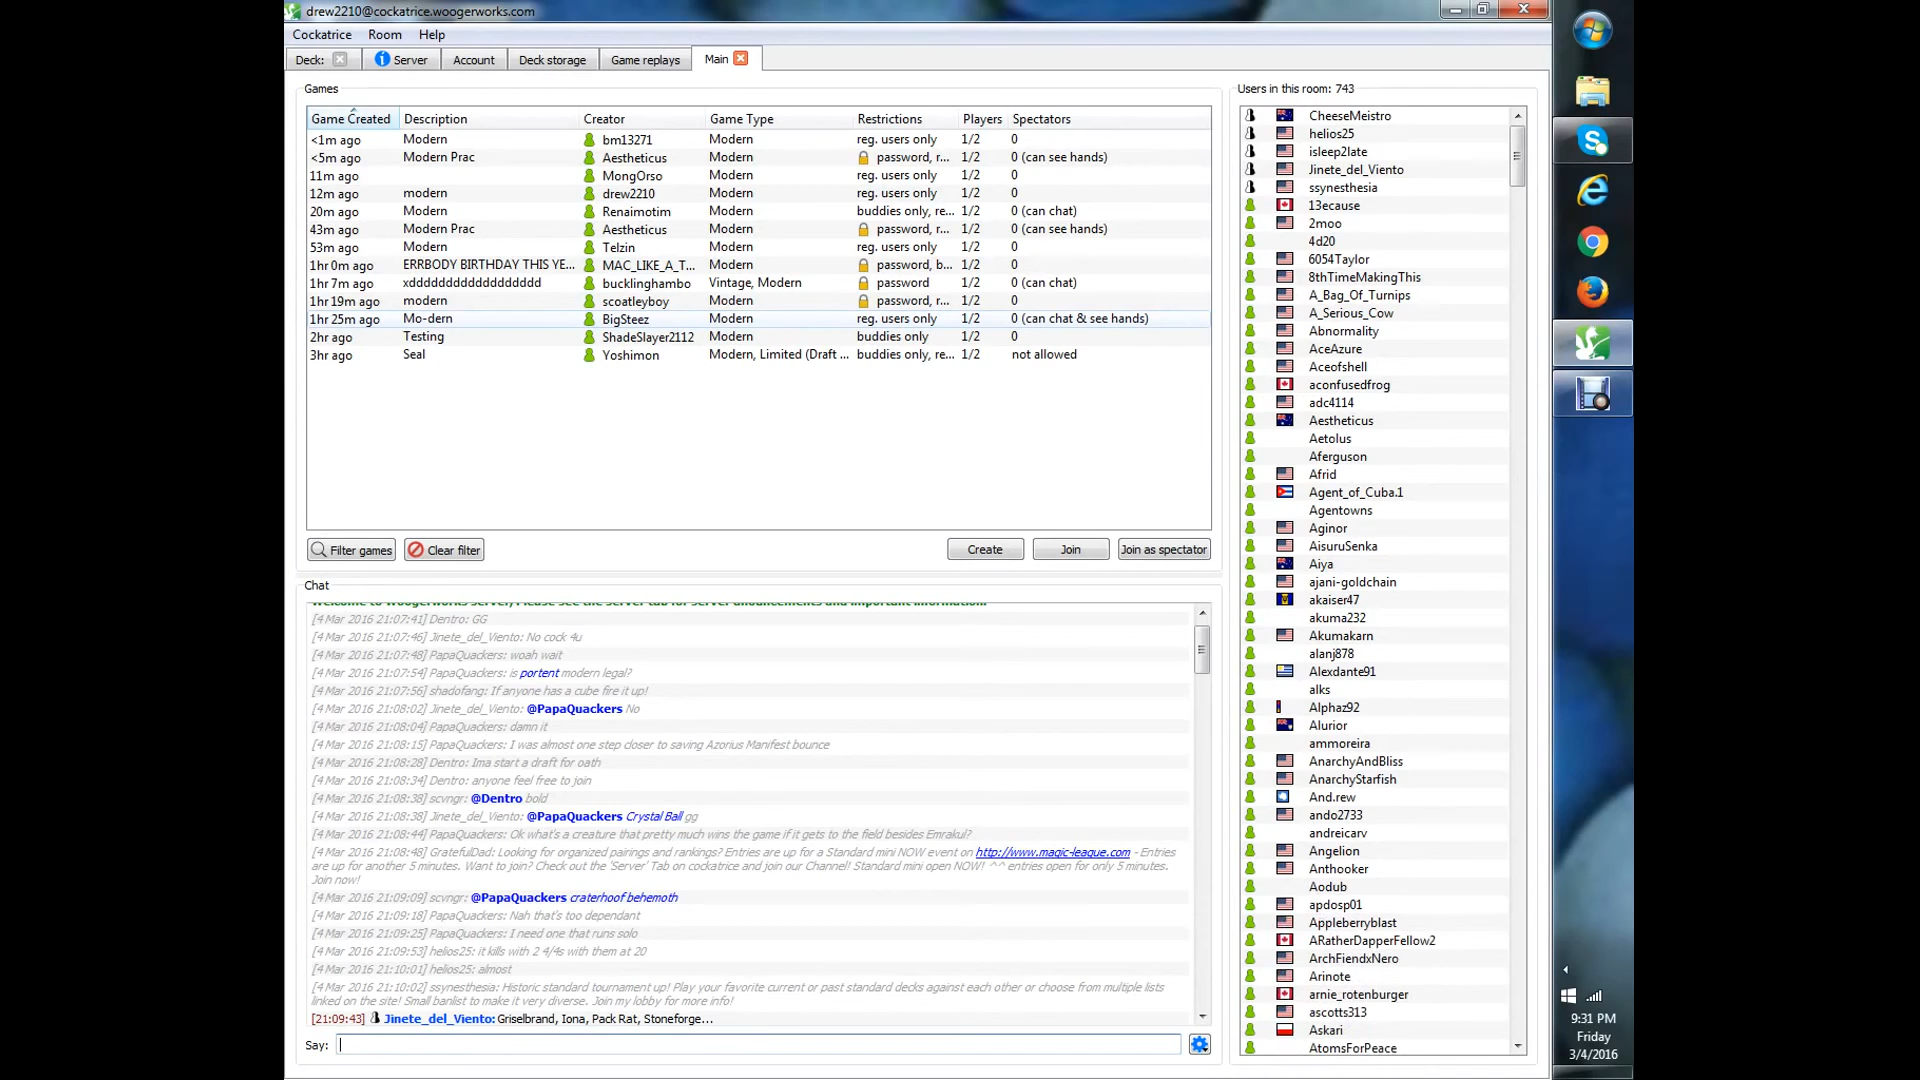 drew2210@cockatrice.woogerworks.com
Cockatrice Room Help
Deck: Server Account Deck storage Game replays Main
Games
Game Created Description Creator Game Type Restrictions Players Spectators
<1m ago Modern bm13271 Modern reg. users only 1/2 0
<5m ago Modern Prac Aestheticus Modern password, r... 1/2 0 (can see hands)
11m ago MongOrso Modern reg. users only 1/2 0
12m ago modern drew2210 Modern reg. users only 1/2 0
20m ago Modern Renaimotim Modern buddies only, re... 1/2 0 (can chat)
43m ago Modern Prac Aestheticus Modern password, r... 1/2 0 (can see hands)
53m ago Modern Telzin Modern reg. users only 1/2 0
1hr 0m ago ERRBODY BIRTHDAY THIS YE... MAC_LIKE_A_T... Modern password, b... 1/2 0
1hr 7m ago xdddddddddddddddddd bucklinghambo Vintage, Modern password 1/2 0 (can chat)
1hr 19m ago modern scoatleyboy Modern password, r... 1/2 0
1hr 25m ago Mo-dern BigSteez Modern reg. users only 1/2 0 (can chat & see hands)
2hr ago Testing ShadeSlayer2112 Modern buddies only 1/2 0
3hr ago Seal Yoshimon Modern, Limited (Draft ... buddies only, re... 1/2 not allowed
Filter games Clear filter Create Join Join as spectator
Chat
Welcome to Woogerworks server, Please see the server tab for server anouncements and important information.
[4 Mar 2016 21:07:41] Dentro: GG
[4 Mar 2016 21:07:46] Jinete_del_Viento: No cock 4u
[4 Mar 2016 21:07:48] PapaQuackers: woah wait
[4 Mar 2016 21:07:54] PapaQuackers: is portent modern legal?
[4 Mar 2016 21:07:56] shadofang: If anyone has a cube fire it up!
[4 Mar 2016 21:08:02] Jinete_del_Viento: @PapaQuackers No
[4 Mar 2016 21:08:04] PapaQuackers: damn it
[4 Mar 2016 21:08:15] PapaQuackers: I was almost one step closer to saving Azorius Manifest bounce
[4 Mar 2016 21:08:28] Dentro: Ima start a draft for oath
[4 Mar 2016 21:08:34] Dentro: anyone feel free to join
[4 Mar 2016 21:08:38] scvngr: @Dentro bold
[4 Mar 2016 21:08:38] Jinete_del_Viento: @PapaQuackers Crystal Ball gg
[4 Mar 2016 21:08:44] PapaQuackers: Ok what's a creature that pretty much wins the game if it gets to the field besides Emrakul?
[4 Mar 2016 21:08:48] GratefulDad: Looking for organized pairings and rankings? Entries are up for a Standard mini NOW event on http://www.magic-league.com - Entries
are up for another 5 minutes. Want to join? Check out the 'Server' Tab on cockatrice and join our Channel! Standard mini open NOW! ^^ entries open for only 5 minutes.
Join now!
[4 Mar 2016 21:09:09] scvngr: @PapaQuackers craterhoof behemoth
[4 Mar 2016 21:09:18] PapaQuackers: Nah that's too dependant
[4 Mar 2016 21:09:25] PapaQuackers: I need one that runs solo
[4 Mar 2016 21:09:53] helios25: it kills with 2 4/4s with them at 20
[4 Mar 2016 21:10:01] helios25: almost
[4 Mar 2016 21:10:02] ssynesthesia: Historic standard tournament up! Play your favorite current or past standard decks against each other or choose from multiple lists
linked on the site! Small banlist to make it very diverse. Join my lobby for more info!
[21:09:43] Jinete_del_Viento: Griselbrand, Iona, Pack Rat, Stoneforge...
Say:
Users in this room: 743
CheeseMeistro
helios25
isleep2late
Jinete_del_Viento
ssynesthesia
13ecause
2moo
4d20
6054Taylor
8thTimeMakingThis
A_Bag_Of_Turnips
A_Serious_Cow
Abnormality
AceAzure
Aceofshell
aconfusedfrog
adc4114
Aestheticus
Aetolus
Aferguson
Afrid
Agent_of_Cuba.1
Agentowns
Aginor
AisuruSenka
Aiya
ajani-goldchain
akaiser47
akuma232
Akumakarn
alanj878
Alexdante91
alks
Alphaz92
Alurior
ammoreira
AnarchyAndBliss
AnarchyStarfish
And.rew
ando2733
andreicarv
Angelion
Anthooker
Aodub
apdosp01
Appleberryblast
ARatherDapperFellow2
ArchFiendxNero
Arinote
arnie_rotenburger
ascotts313
Askari
AtomsForPeace
9:31 PM
Friday
3/4/2016